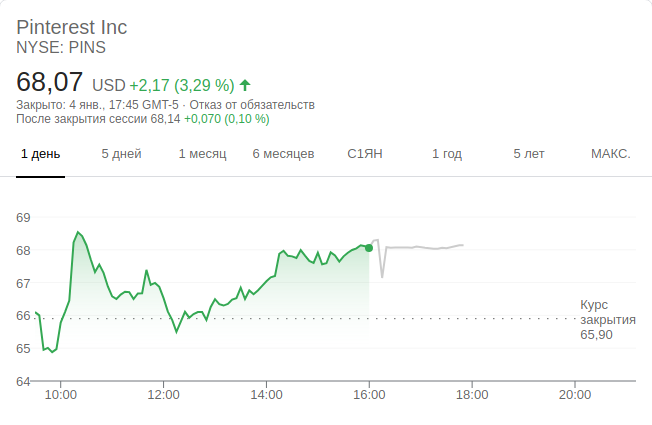 Pinterest Inc
NYSE: PINS
68,07 USD +2,17 (3,29 %)
Закрыто: 4 янв., 17:45 GMT-5 · Отказ от обязательств
После закрытия сессии 68,14 +0,070 (0,10 %)
1 день 5 дней 1 месяц 6 месяцев С1ЯН 1 год 5 лет МАКС.
69
68
67
66
65
64
Курс
закрытия
65,90
10:00 12:00 14:00 16:00 18:00 20:00